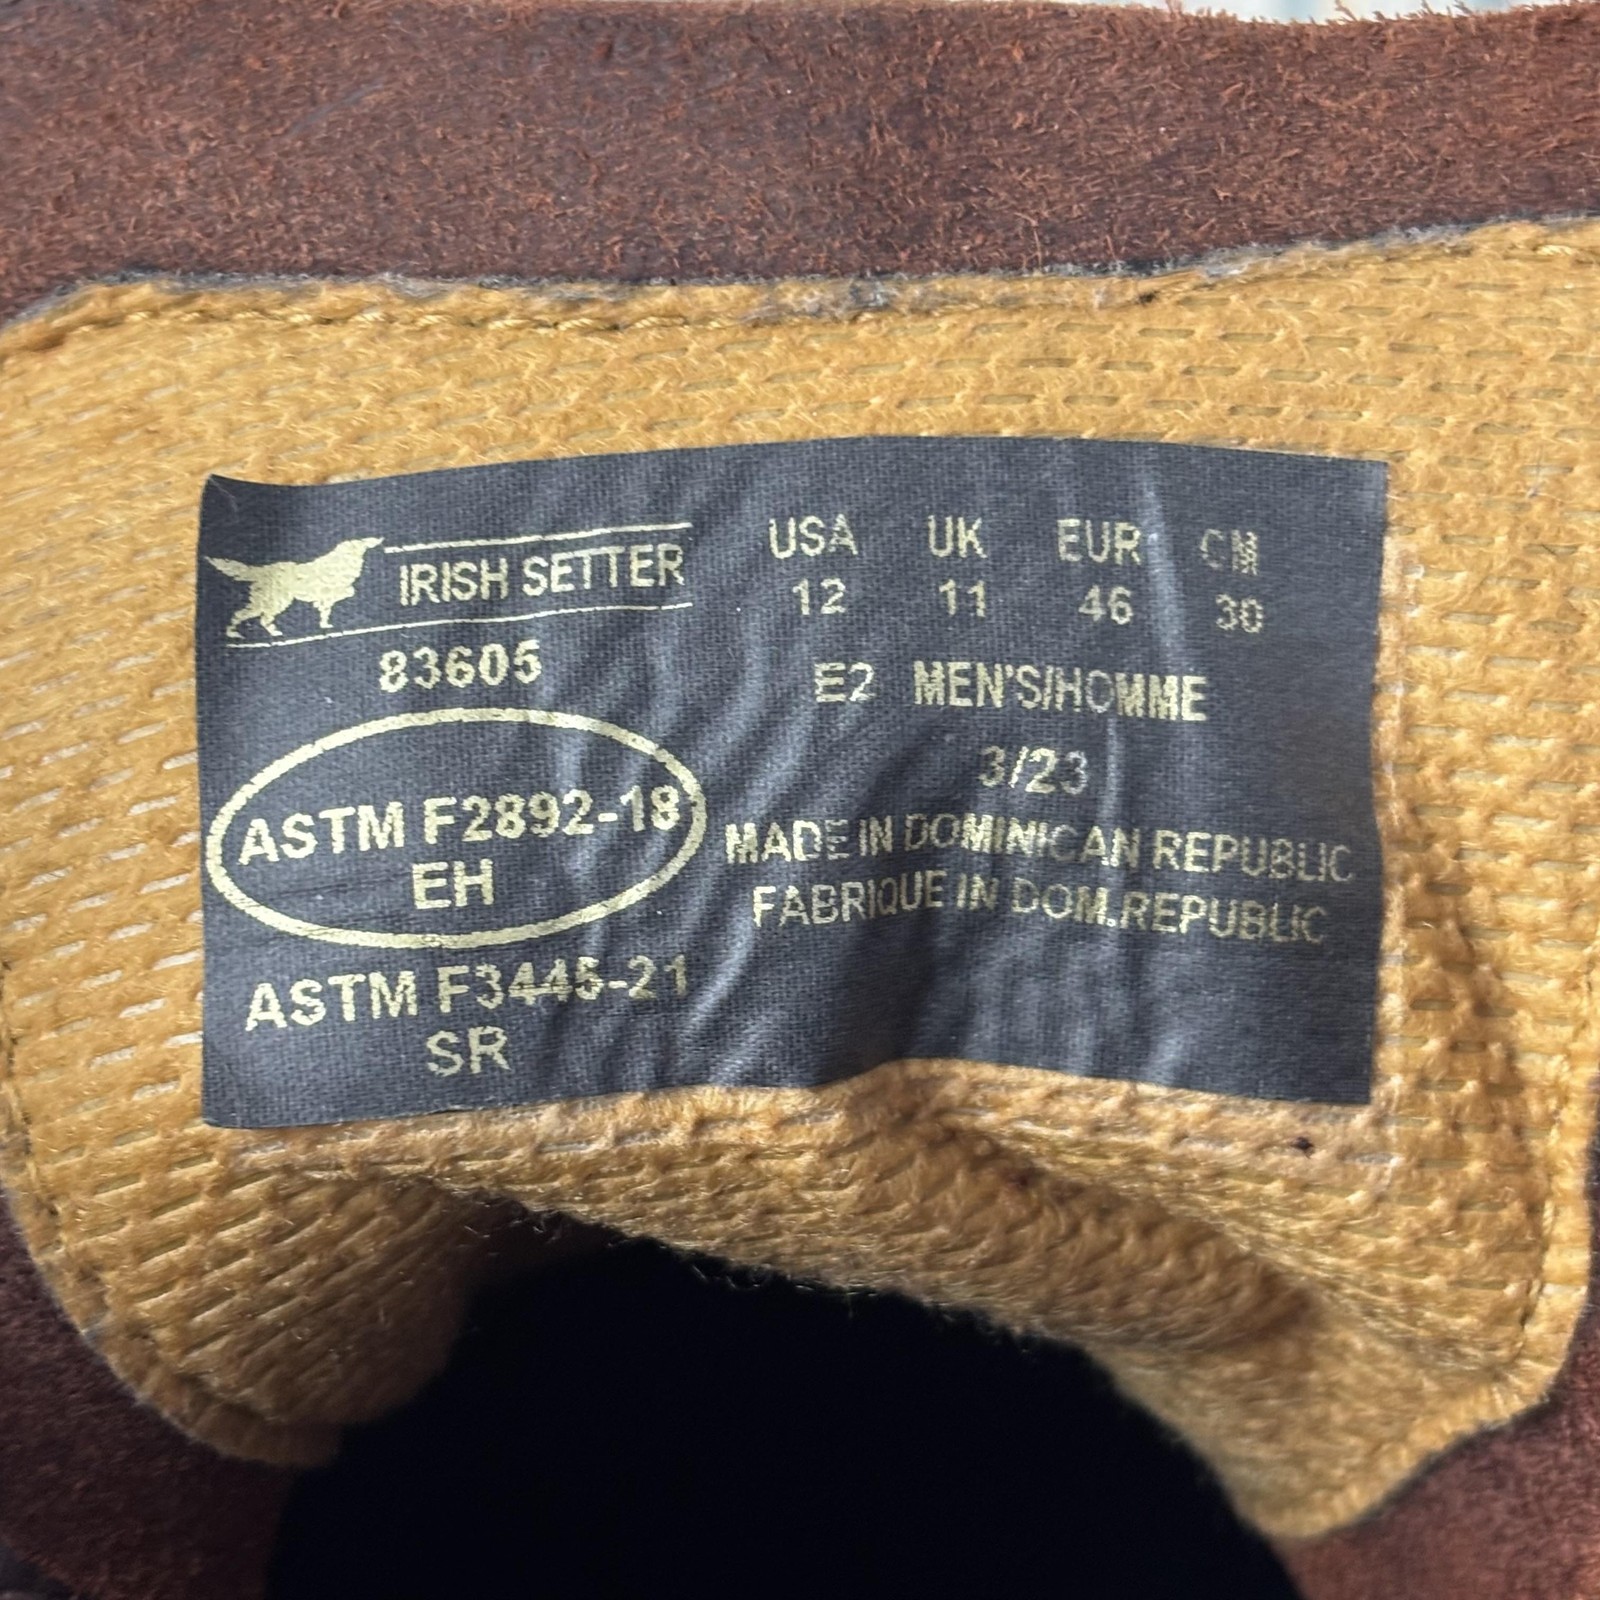 IRISH SETTER
83605
ASTM F2892-18
EH
ASTM F3445-21
SR
USA UK EUR CM
12 11 46 30
E2 MEN'S/HOMME
3/23
MADE IN DOMINICAN REPUBLIC
FABRIQUE IN DOM.REPUBLIC